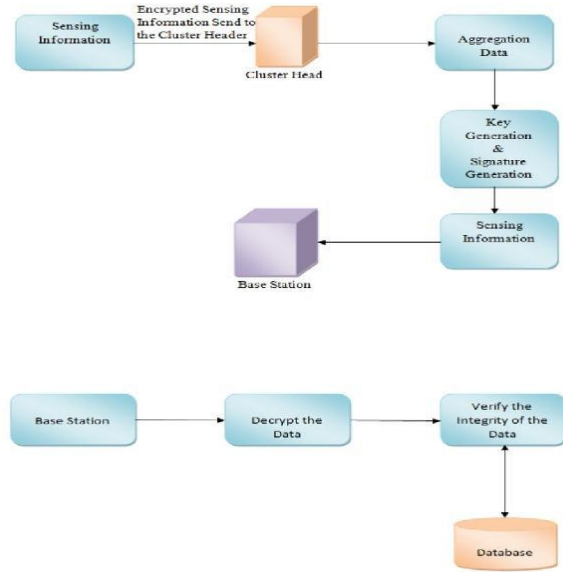 Sensing
Information
Encrypted Sensing
Information Send to
the Cluster Header
Cluster Head
Aggregation
Data
Key
Generation
&
Signature
Generation
Sensing
Information
Base Station
Base Station
Decrypt the
Data
Verify the
Integrity of the
Data
Database